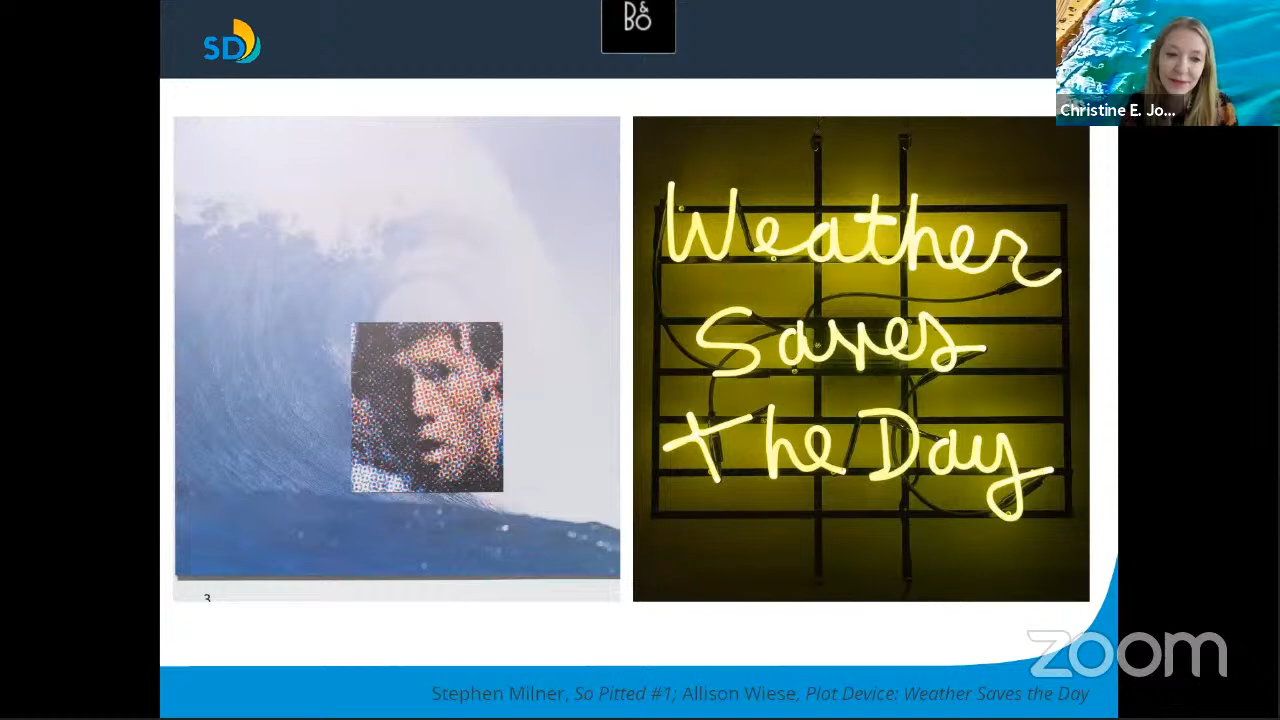 SD
B&O
Christine E. Jo...
Weather
Saves
the Day
3
zoom
Stephen Milner, So Pitted #1; Allison Wiese, Plot Device: Weather Saves the Day